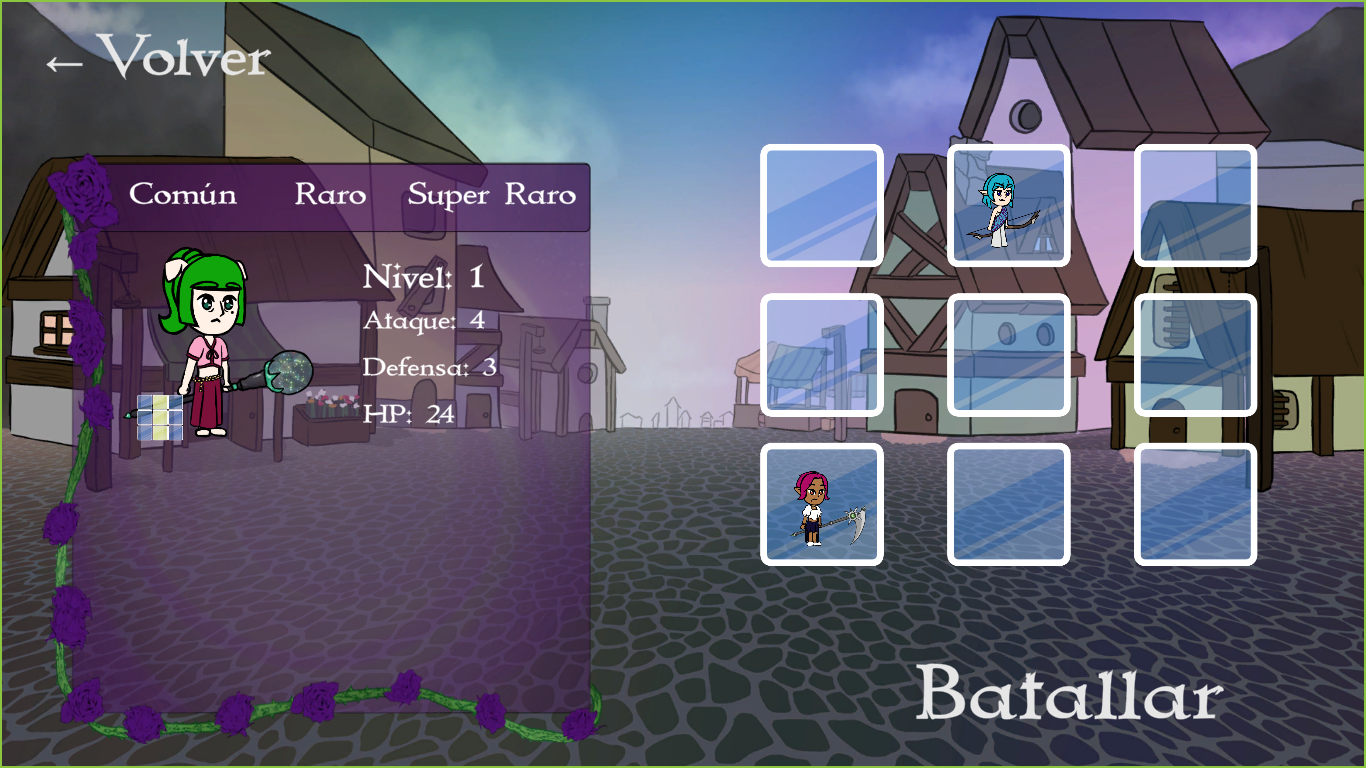 ← Volver
Común Raro Super Raro
Nivel: 1
Ataque: 4
Defensa: 3
HP: 24
Batallar